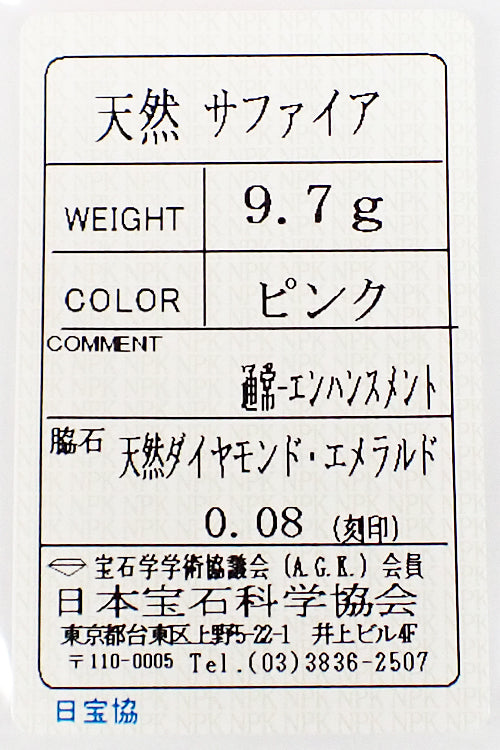 天然 サファイア
WEIGHT 9.7g
COLOR ピンク
COMMENT
通常-エンハンスメント
脇石 天然ダイヤモンド・エメラルド
0.08 (刻印)
宝石学学術協議会(A.G.K.)会員
日本宝石科学協会
東京都台東区上野5-22-1 井上ビル4F
〒110-0005 Tel.(03)3836-2507
日宝協